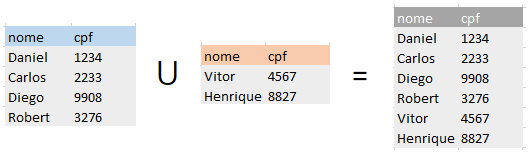 nome cpf
Daniel 1234
Carlos 2233
Diego 9908
Robert 3276
U
nome cpf
Vitor 4567
Henrique 8827
=
nome cpf
Daniel 1234
Carlos 2233
Diego 9908
Robert 3276
Vitor 4567
Henrique 8827